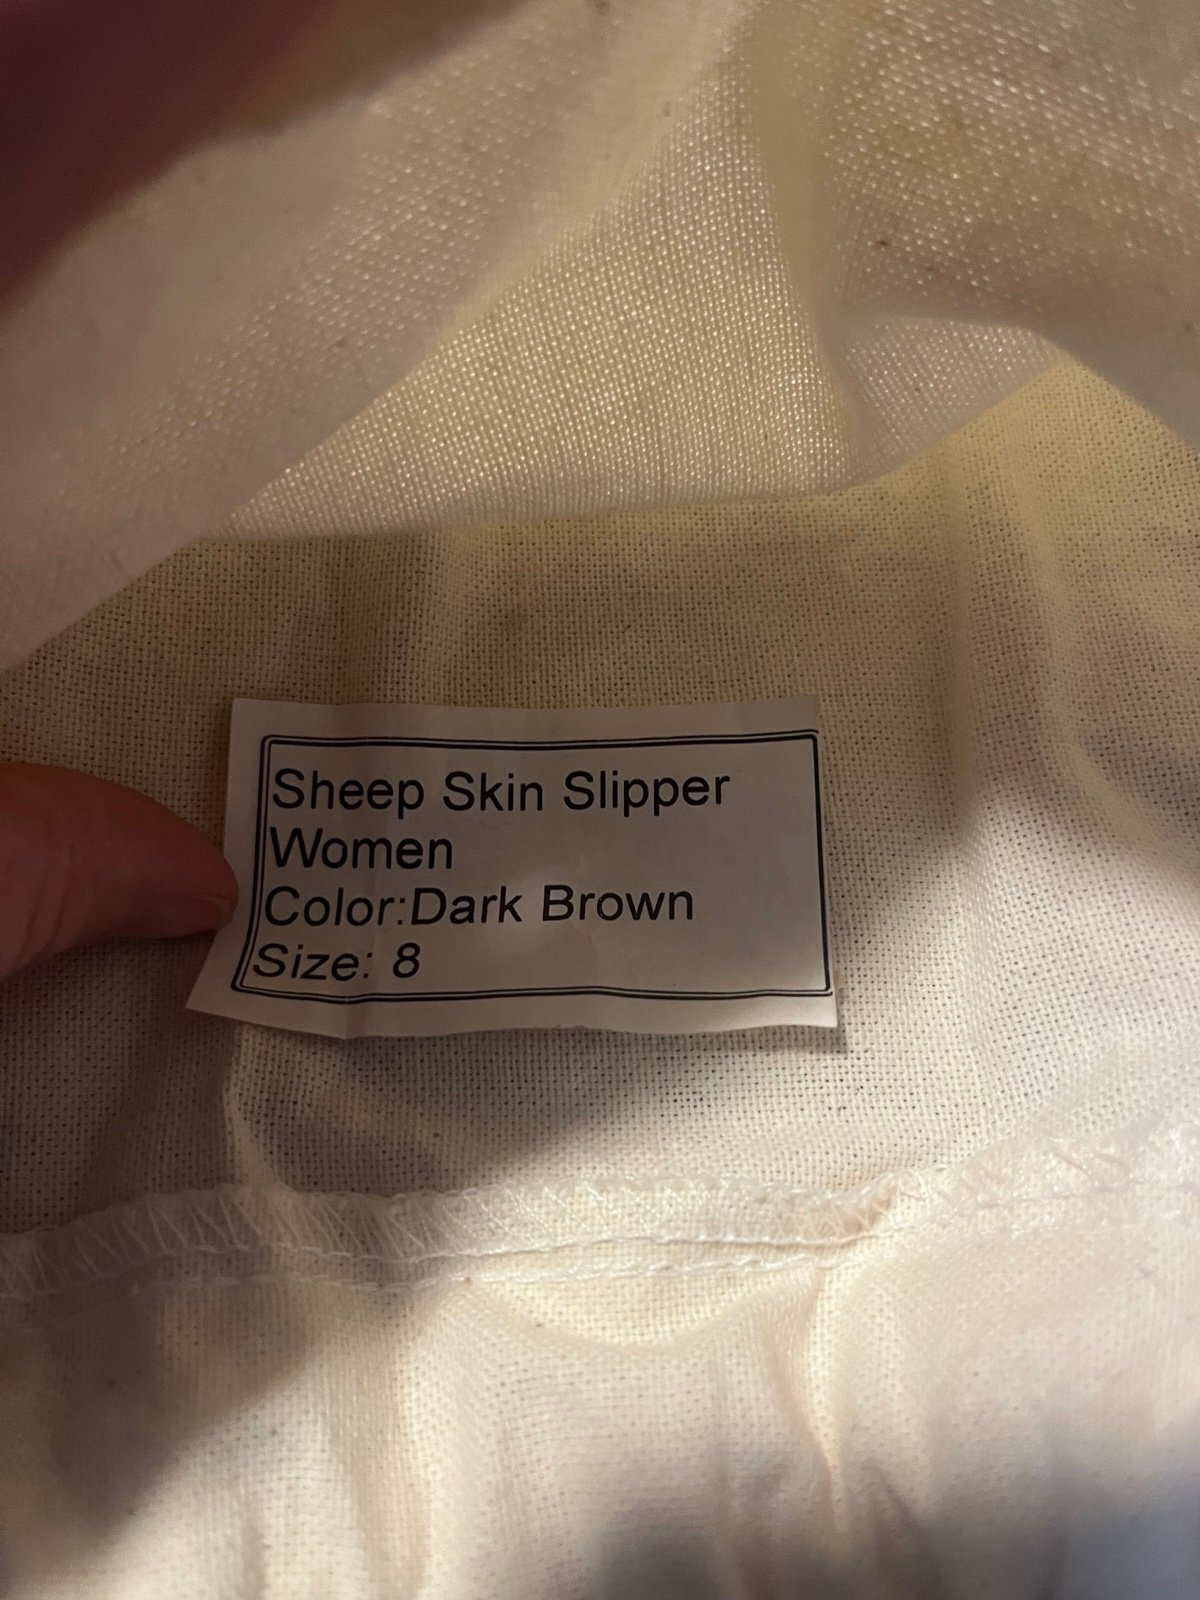 Sheep Skin Slipper
Women
Color:Dark Brown
Size: 8